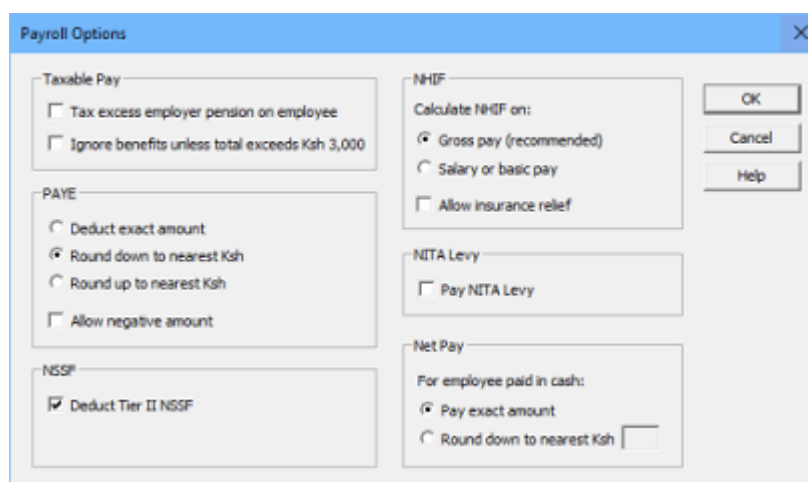 Payroll Options
Taxable Pay
Tax excess employer pension on employee
Ignore benefits unless total exceeds Ksh 3,000
PAYE
Deduct exact amount
Round down to nearest Ksh
Round up to nearest Ksh
Allow negative amount
NSSF
Deduct Tier II NSSF
NHIF
Calculate NHIF on:
Gross pay (recommended)
Salary or basic pay
Allow insurance relief
NITA Levy
Pay NITA Levy
Net Pay
For employee paid in cash:
Pay exact amount
Round down to nearest Ksh
OK
Cancel
Help